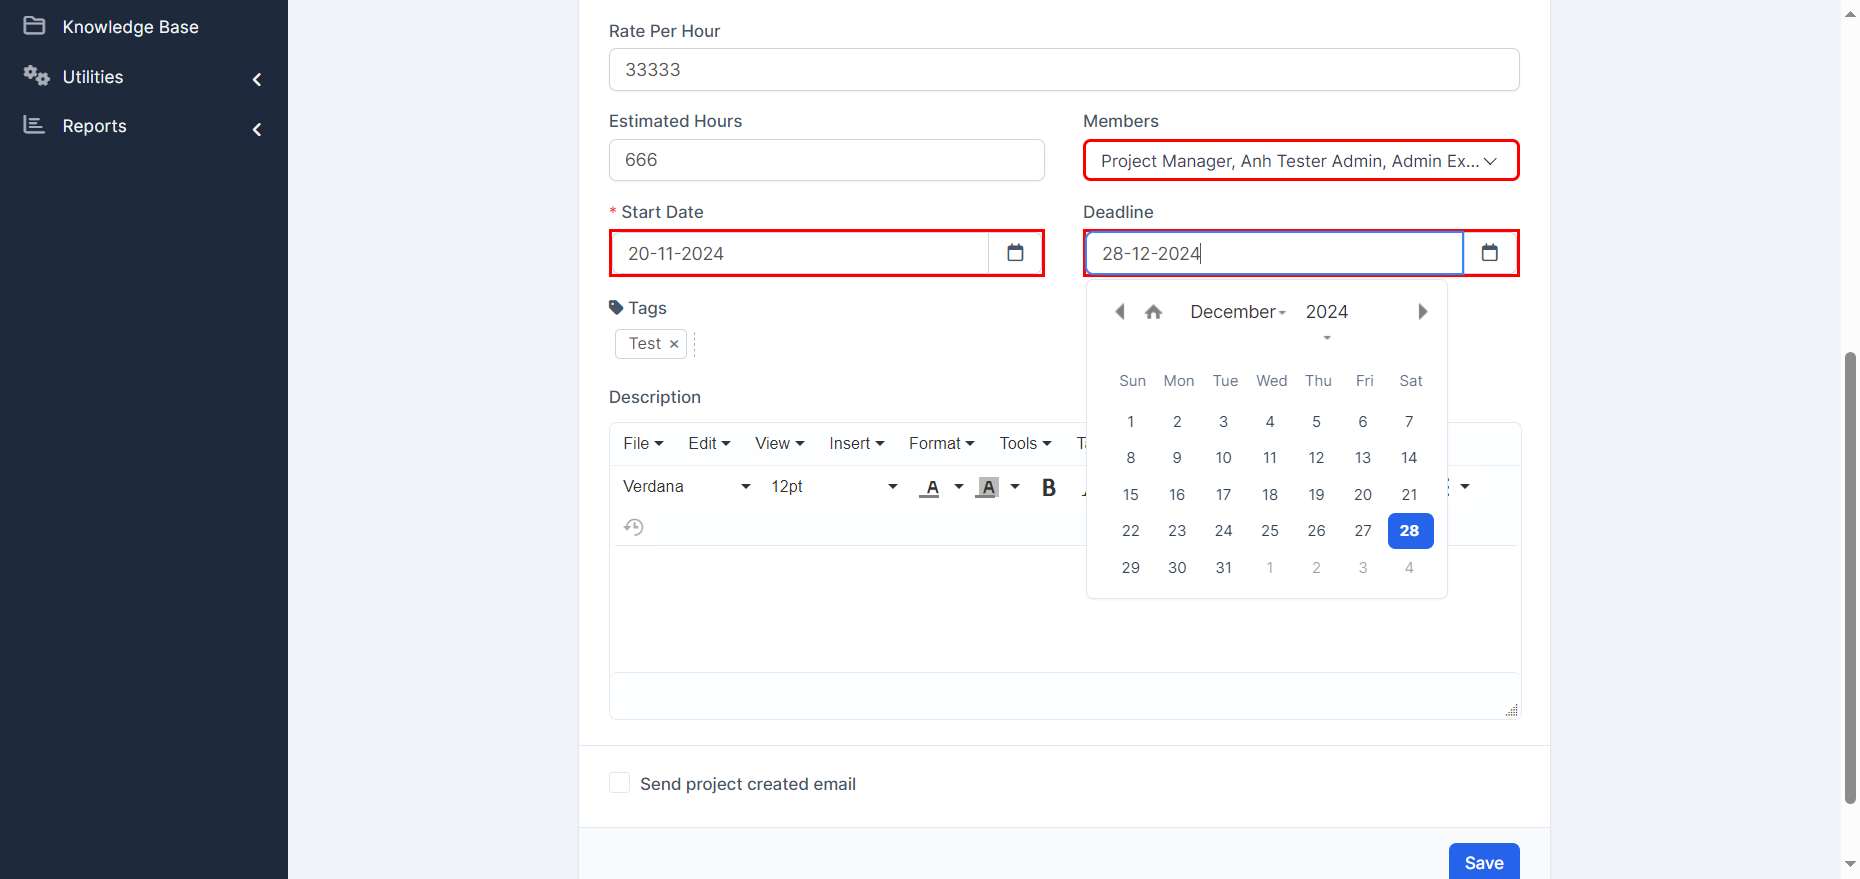 Knowledge Base
Utilities
Reports
Rate Per Hour
33333
Estimated Hours
Members
666
Project Manager, Anh Tester Admin, Admin Ex...
* Start Date
Deadline
20-11-2024
28-12-2024
Tags
Test ×
December 2024
Sun Mon Tue Wed Thu Fri Sat
1 2 3 4 5 6 7
8 9 10 11 12 13 14
15 16 17 18 19 20 21
22 23 24 25 26 27 28
29 30 31 1 2 3 4
Description
File Edit View Insert Format Tools
Verdana 12pt A A B
Send project created email
Save